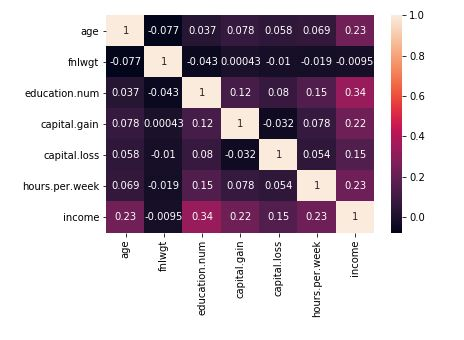 age 1 -0.077 0.037 0.078 0.058 0.069 0.23
fnlwgt -0.077 1 -0.043 0.00043 -0.01 -0.019 -0.0095
education.num 0.037 -0.043 1 0.12 0.08 0.15 0.34
capital.gain 0.078 0.00043 0.12 1 -0.032 0.078 0.22
capital.loss 0.058 -0.01 0.08 -0.032 1 0.054 0.15
hours.per.week 0.069 -0.019 0.15 0.078 0.054 1 0.23
income 0.23 -0.0095 0.34 0.22 0.15 0.23 1
age
fnlwgt
education.num
capital.gain
capital.loss
hours.per.week
income
1.0
0.8
0.6
0.4
0.2
0.0